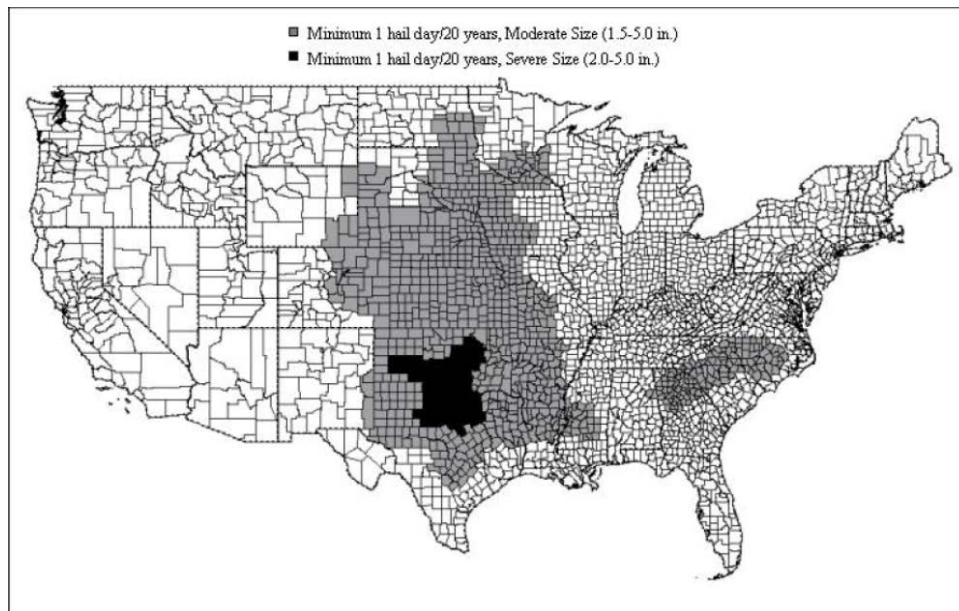 Minimum 1 hail day/20 years, Moderate Size (1.5-5.0 in.)
Minimum 1 hail day/20 years, Severe Size (2.0-5.0 in.)